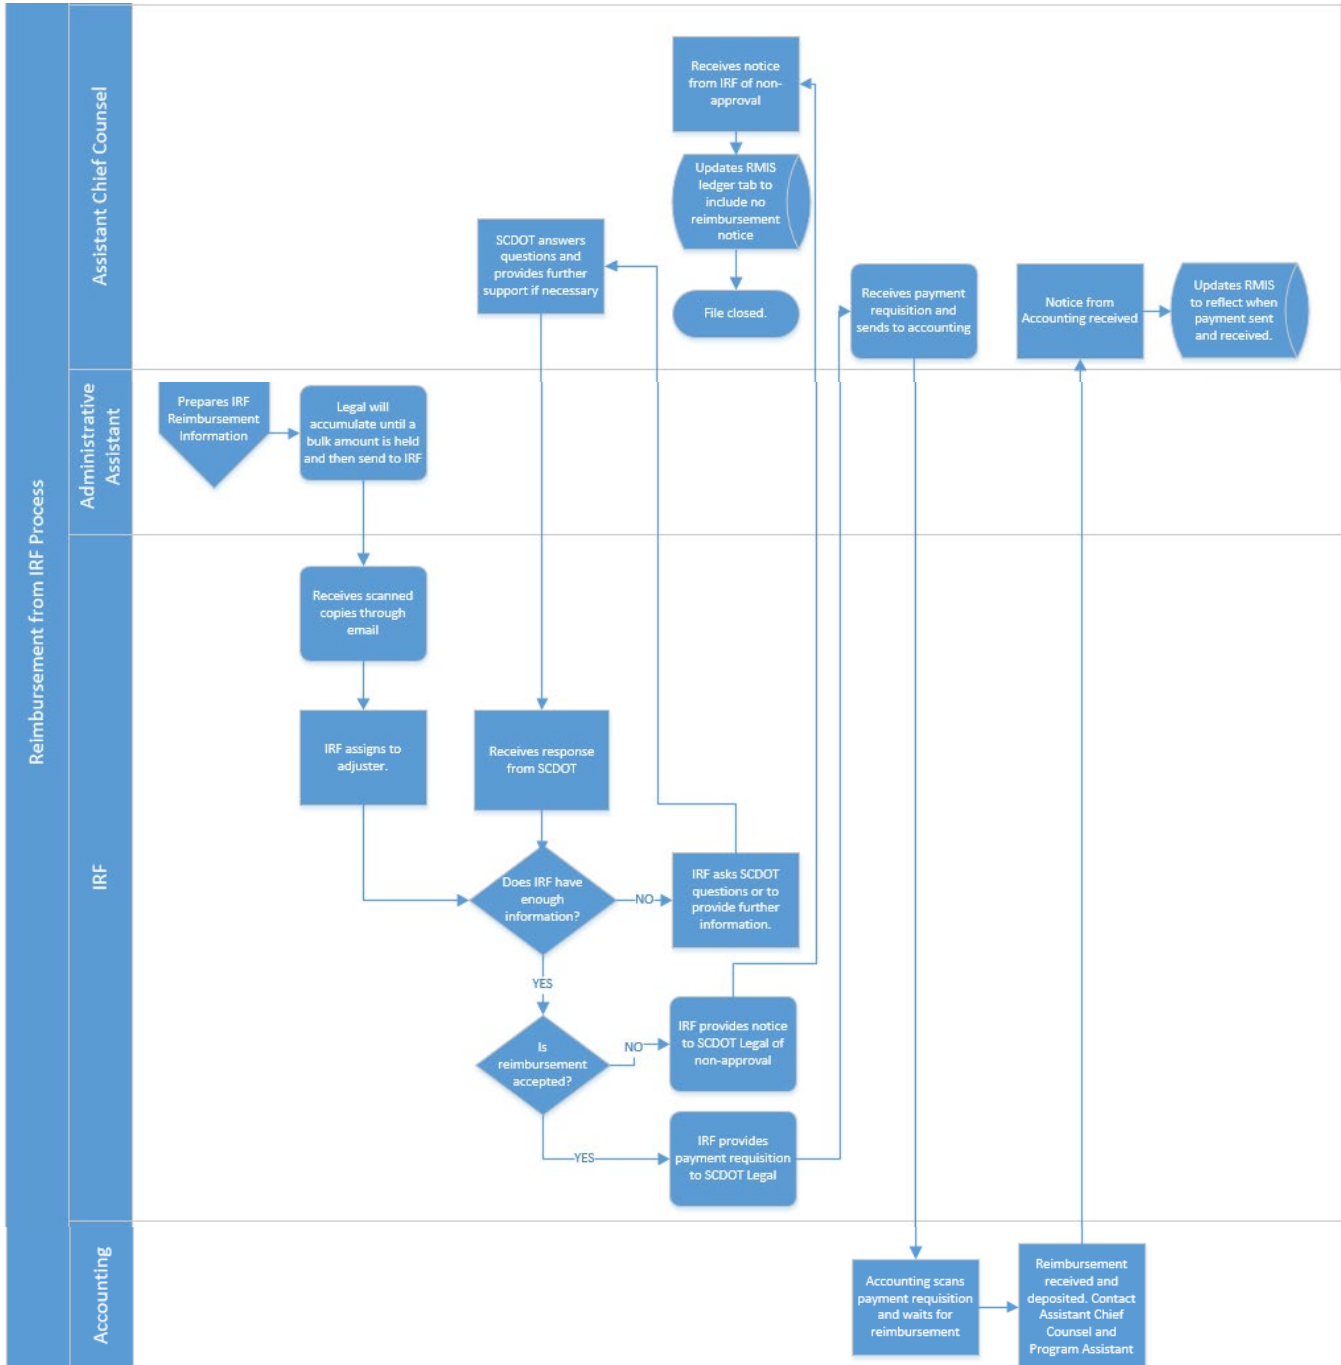 Reimbursement from IRF Process
Assistant Chief Counsel
Receives notice
from IRF of non-
approval
Updates RMIS
ledger tab to
include no
reimbursement
notice
File closed.
SCDOT answers
questions and
provides further
support if necessary
Receives payment
requisition and
sends to accounting
Notice from
Accounting received
Updates RMIS
to reflect when
payment sent
and received.
Administrative
Assistant
Prepares IRF
Reimbursement
Information
Legal will
accumulate until a
bulk amount is held
and then send to IRF
IRF
Receives scanned
copies through
email
IRF assigns to
adjuster.
Receives response
from SCDOT
Does IRF have
enough
information?
NO
IRF asks SCDOT
questions or to
provide further
information.
YES
Is
reimbursement
accepted?
NO
IRF provides notice
to SCDOT Legal of
non-approval
YES
IRF provides
payment requisition
to SCDOT Legal
Accounting
Accounting scans
payment requisition
and waits for
reimbursement
Reimbursement
received and
deposited. Contact
Assistant Chief
Counsel and
Program Assistant